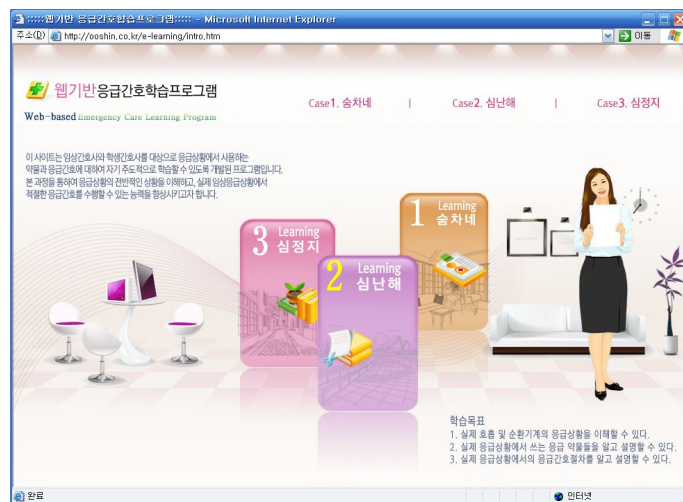 :::::웹기반 응급간호학습프로그램::::: - Microsoft Internet Explorer
주소(D) http://ooshin.co.kr/e-learning/intro.htm 이동
웹기반응급간호학습프로그램
Web-based Emergency Care Learning Program
Case1. 숨차네 | Case2. 심난해 | Case3. 심정지
이 사이트는 임상간호사와 학생간호사를 대상으로 응급상황에서 사용하는
약물과 응급간호에 대하여 자기 주도적으로 학습할 수 있도록 개발된 프로그램입니다.
본 과정을 통하여 응급상황의 전반적인 상황을 이해하고, 실제 임상응급상황에서
적절한 응급간호를 수행할 수 있는 능력을 향상시키고자 합니다.
1 Learning
숨차네
3 Learning
심정지
2 Learning
심난해
학습목표
1. 실제 호흡 및 순환기계의 응급상황을 이해할 수 있다.
2. 실제 응급상황에서 쓰는 응급 약물들을 알고 설명할 수 있다.
3. 실제 응급상황에서의 응급간호절차를 알고 설명할 수 있다.
완료 인터넷